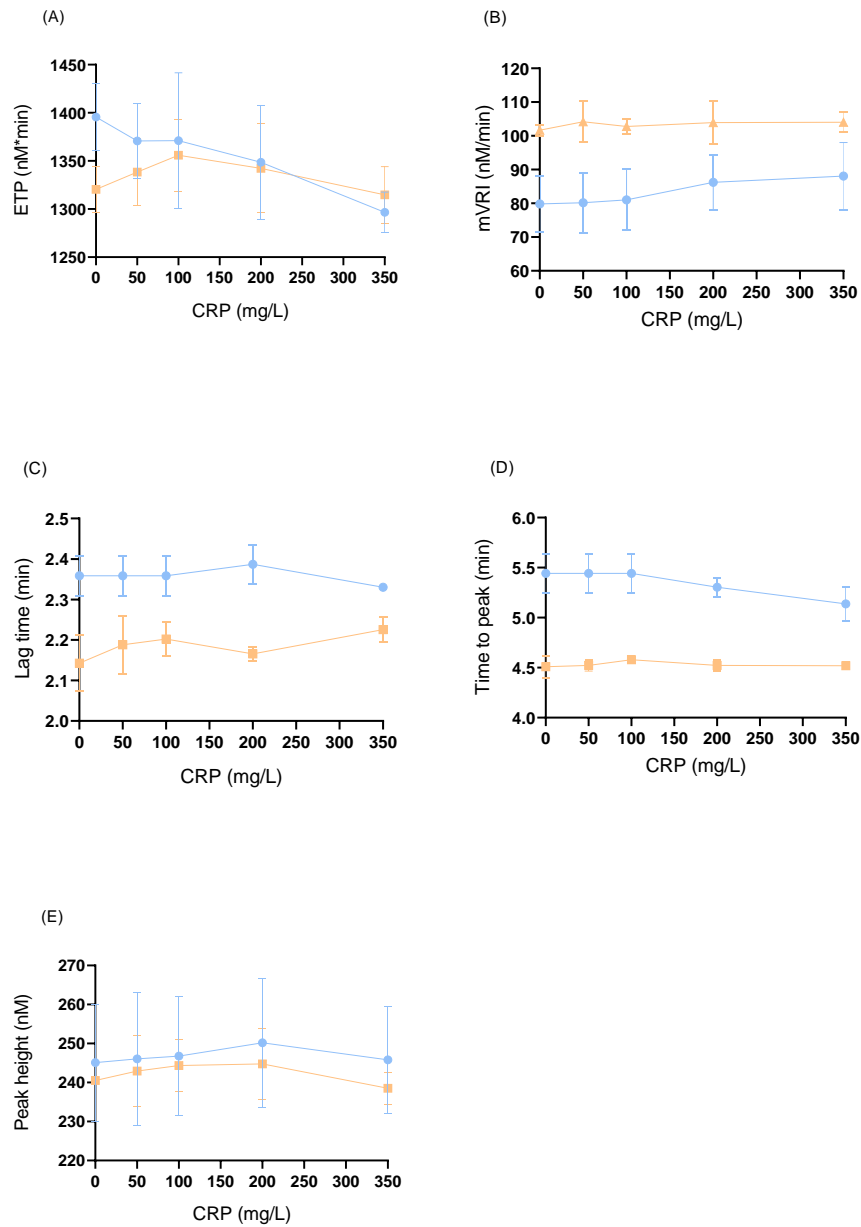 (A)
ETP (nM*min)
1450
1400
1350
1300
1250
0 50 100 150 200 250 300 350
CRP (mg/L)
(B)
mVRI (nM/min)
120
110
100
90
80
70
60
0 50 100 150 200 250 300 350
CRP (mg/L)
(C)
Lag time (min)
2.5
2.4
2.3
2.2
2.1
2.0
0 50 100 150 200 250 300 350
CRP (mg/L)
(D)
Time to peak (min)
6.0
5.5
5.0
4.5
4.0
0 50 100 150 200 250 300 350
CRP (mg/L)
(E)
Peak height (nM)
270
260
250
240
230
220
0 50 100 150 200 250 300 350
CRP (mg/L)